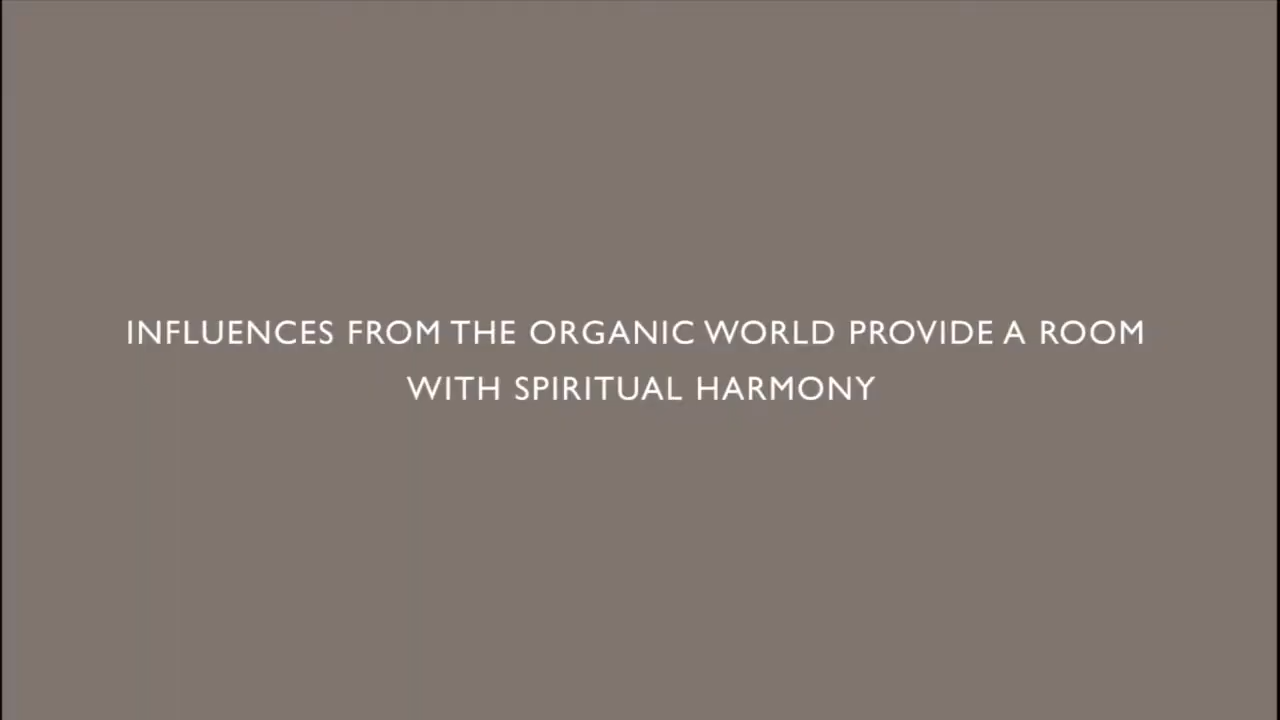 INFLUENCES FROM THE ORGANIC WORLD PROVIDE A ROOM
WITH SPIRITUAL HARMONY